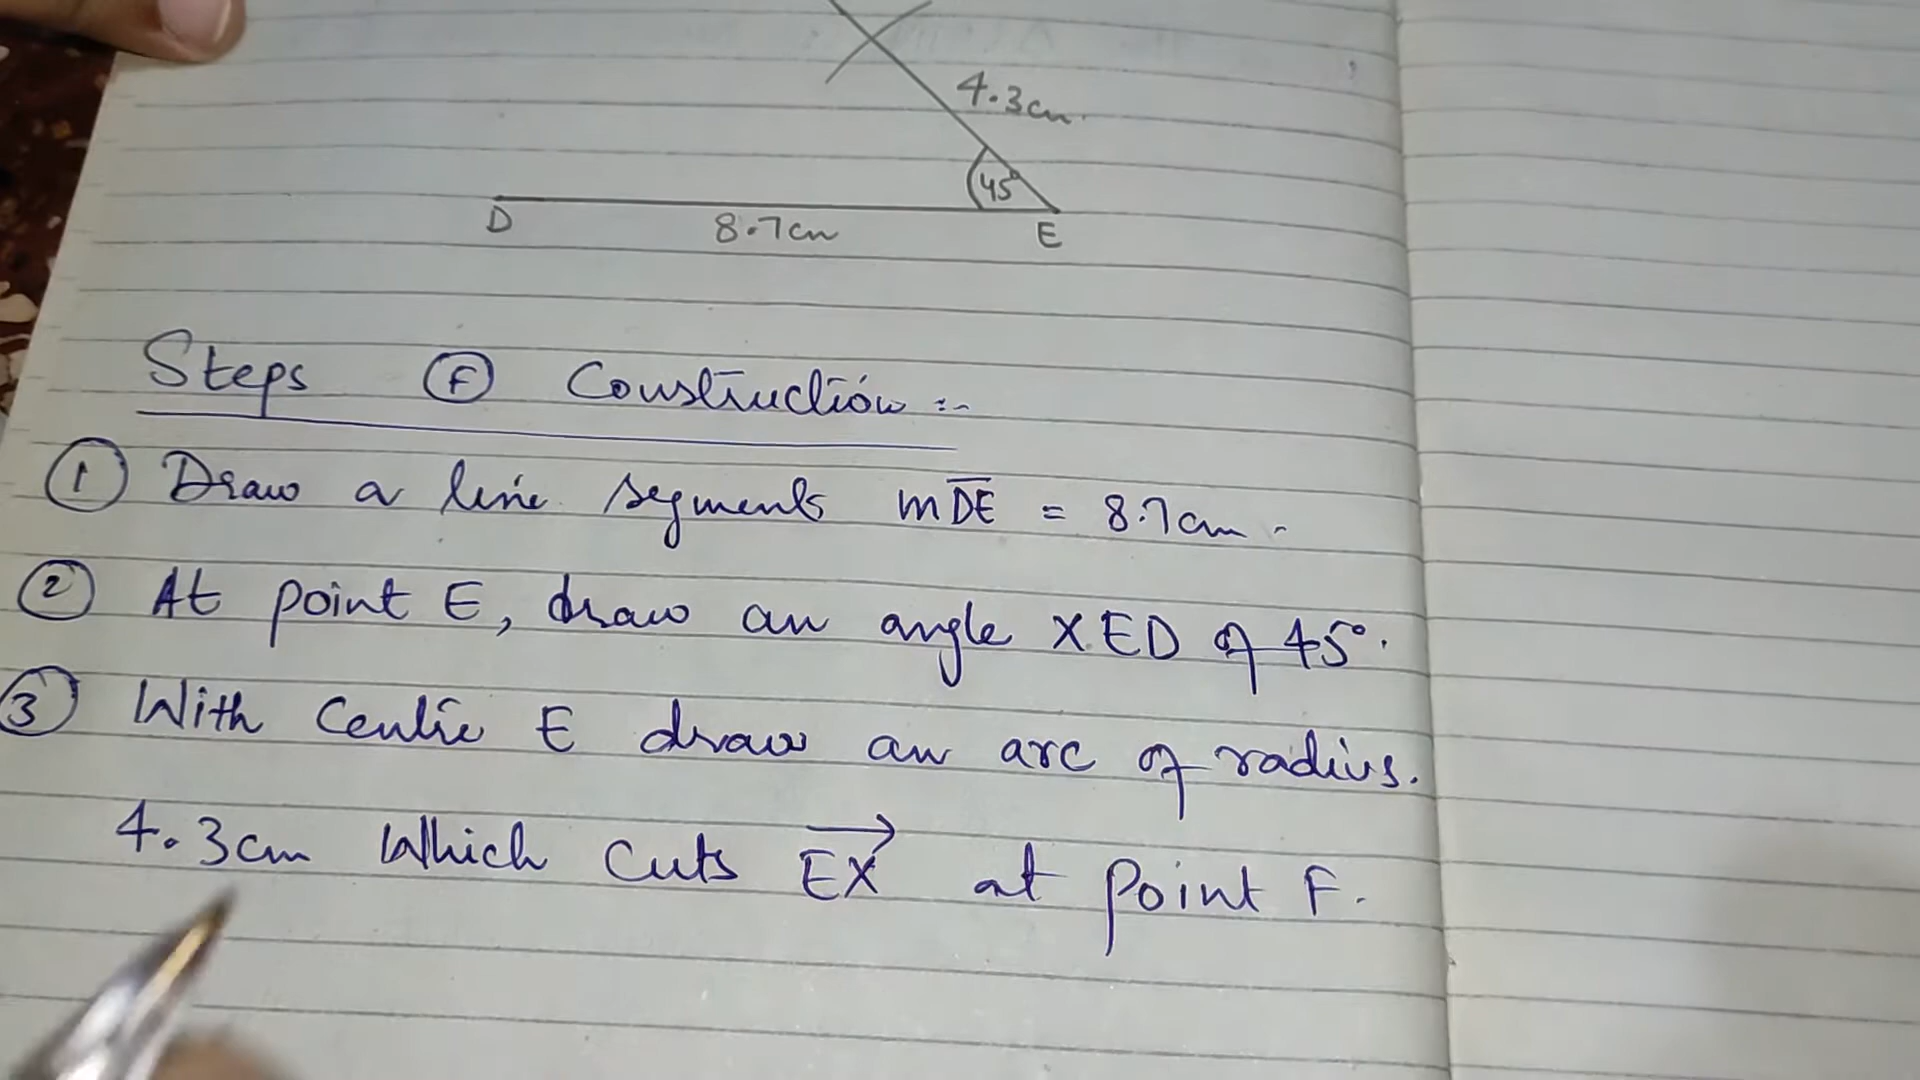 4.3cm
45°
D 8.7cm E
Steps of Construction :-
① Draw a line segments mDE = 8.7cm.
② At point E, draw an angle XED of 45°.
③ With Centre E draw an arc of radius.
4.3cm Which cuts EX at point F.